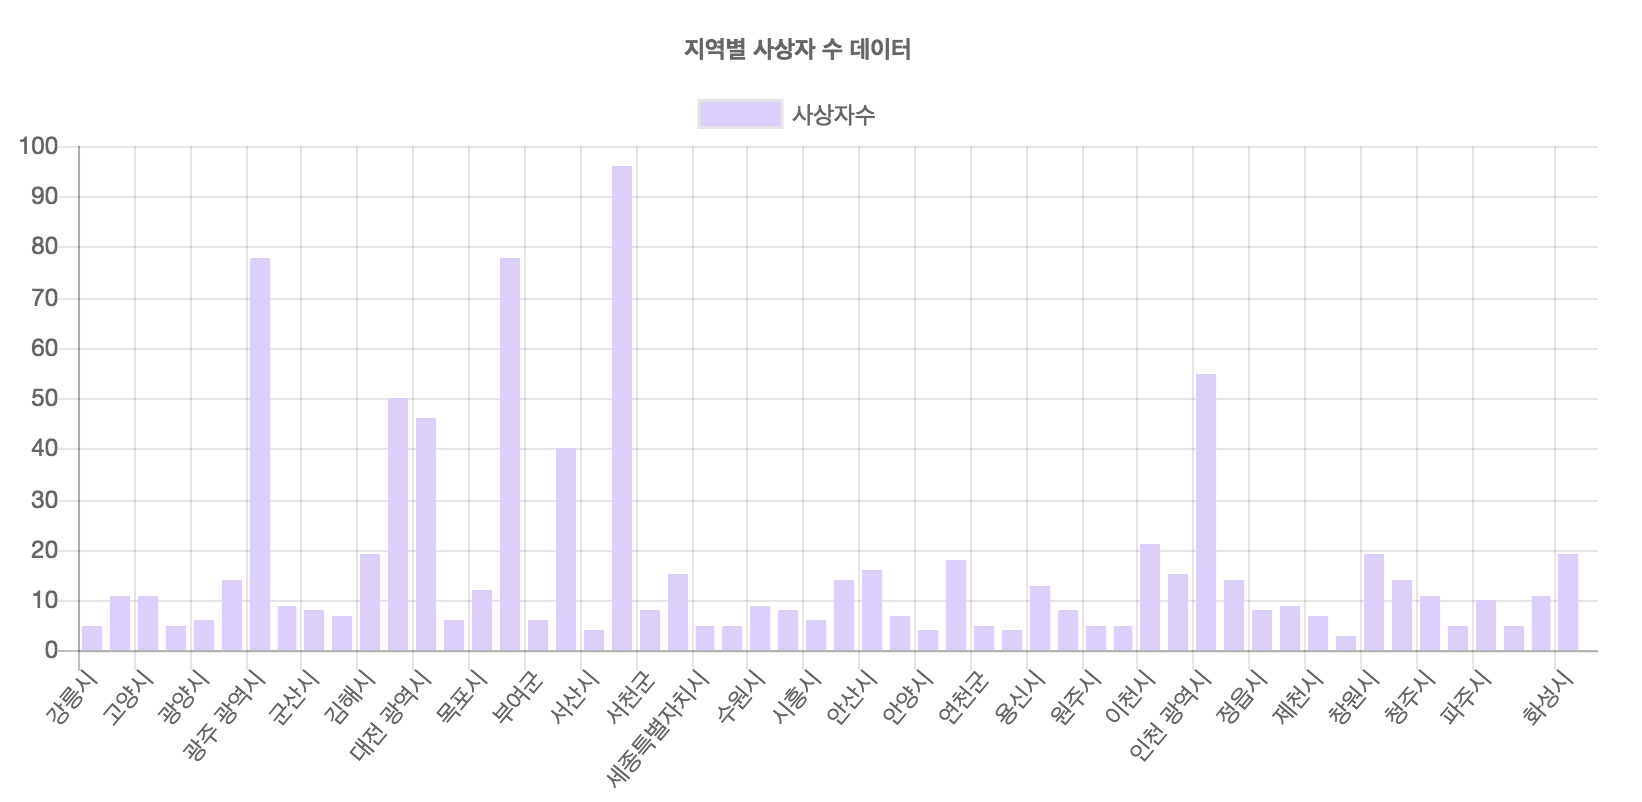 지역별 사상자 수 데이터
사상자수
100
90
80
70
60
50
40
30
20
10
0
강릉시
고양시
광양시
광주 광역시
군산시
김해시
대전 광역시
목포시
부여군
서산시
서천군
세종특별자치시
수원시
시흥시
안산시
안양시
연천군
용신시
원주시
이천시
인천 광역시
정읍시
제천시
창원시
청주시
파주시
화성시